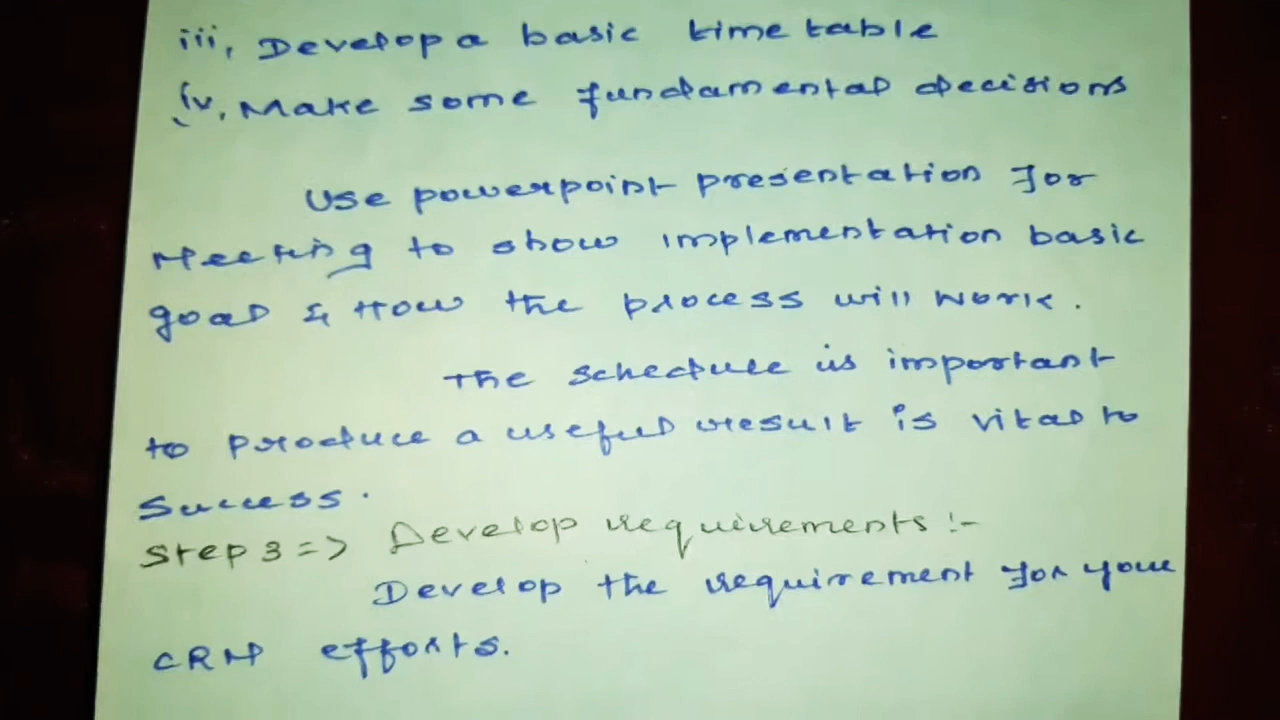 iii, Develop a basic time table
iv, Make some fundamental decisions
Use powerpoint presentation for
Meeting to show implementation basic
goal & How the process will work.
The schedule is important
to produce a useful result is vital to
Success.
Step 3 => Develop requirements :-
Develop the requirement for your
CRM efforts.